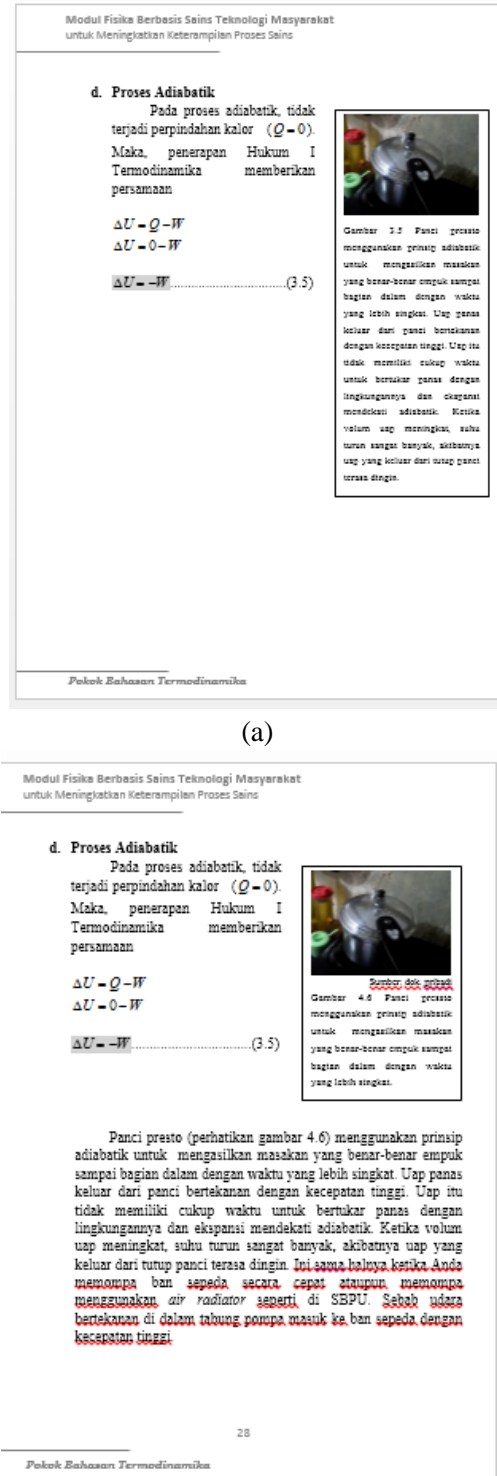 Modul Fisika Berbasis Sains Teknologi Masyarakat
untuk Meningkatkan Keterampilan Proses Sains
d. Proses Adiabatik
Pada proses adiabatik, tidak
terjadi perpindahan kalor (Q = 0).
Maka, penerapan Hukum I
Termodinamika memberikan
persamaan
ΔU = Q − W
ΔU = 0 − W
ΔU = −W..................................(3.5)
Gambar 3.5 Panci presto
menggunakan prinsip adiabatik
untuk mengasilkan masakan
yang benar-benar empuk sampai
bagian dalam dengan waktu
yang lebih singkat. Uap panas
keluar dari panci bertekanan
dengan kecepatan tinggi. Uap itu
tidak memiliki cukup waktu
untuk bertukar panas dengan
lingkungannya dan ekspansi
mendekati adiabatik. Ketika
volum uap meningkat, suhu
turun sangat banyak, akibatnya
uap yang keluar dari tutup panci
terasa dingin.
Pokok Bahasan Termodinamika
(a)
Modul Fisika Berbasis Sains Teknologi Masyarakat
untuk Meningkatkan Keterampilan Proses Sains
d. Proses Adiabatik
Pada proses adiabatik, tidak
terjadi perpindahan kalor (Q = 0).
Maka, penerapan Hukum I
Termodinamika memberikan
persamaan
ΔU = Q − W
ΔU = 0 − W
ΔU = −W..................................(3.5)
Sumber: dok. pribadi
Gambar 4.6 Panci presto
menggunakan prinsip adiabatik
untuk mengasilkan masakan
yang benar-benar empuk sampai
bagian dalam dengan waktu
yang lebih singkat.
Panci presto (perhatikan gambar 4.6) menggunakan prinsip
adiabatik untuk mengasilkan masakan yang benar-benar empuk
sampai bagian dalam dengan waktu yang lebih singkat. Uap panas
keluar dari panci bertekanan dengan kecepatan tinggi. Uap itu
tidak memiliki cukup waktu untuk bertukar panas dengan
lingkungannya dan ekspansi mendekati adiabatik. Ketika volum
uap meningkat, suhu turun sangat banyak, akibatnya uap yang
keluar dari tutup panci terasa dingin. Ini sama halnya ketika Anda
memompa ban sepeda secara cepat ataupun memompa
menggunakan air radiator seperti di SBPU. Sebab udara
bertekanan di dalam tabung pompa masuk ke ban sepeda dengan
kecepatan tinggi.
28
Pokok Bahasan Termodinamika